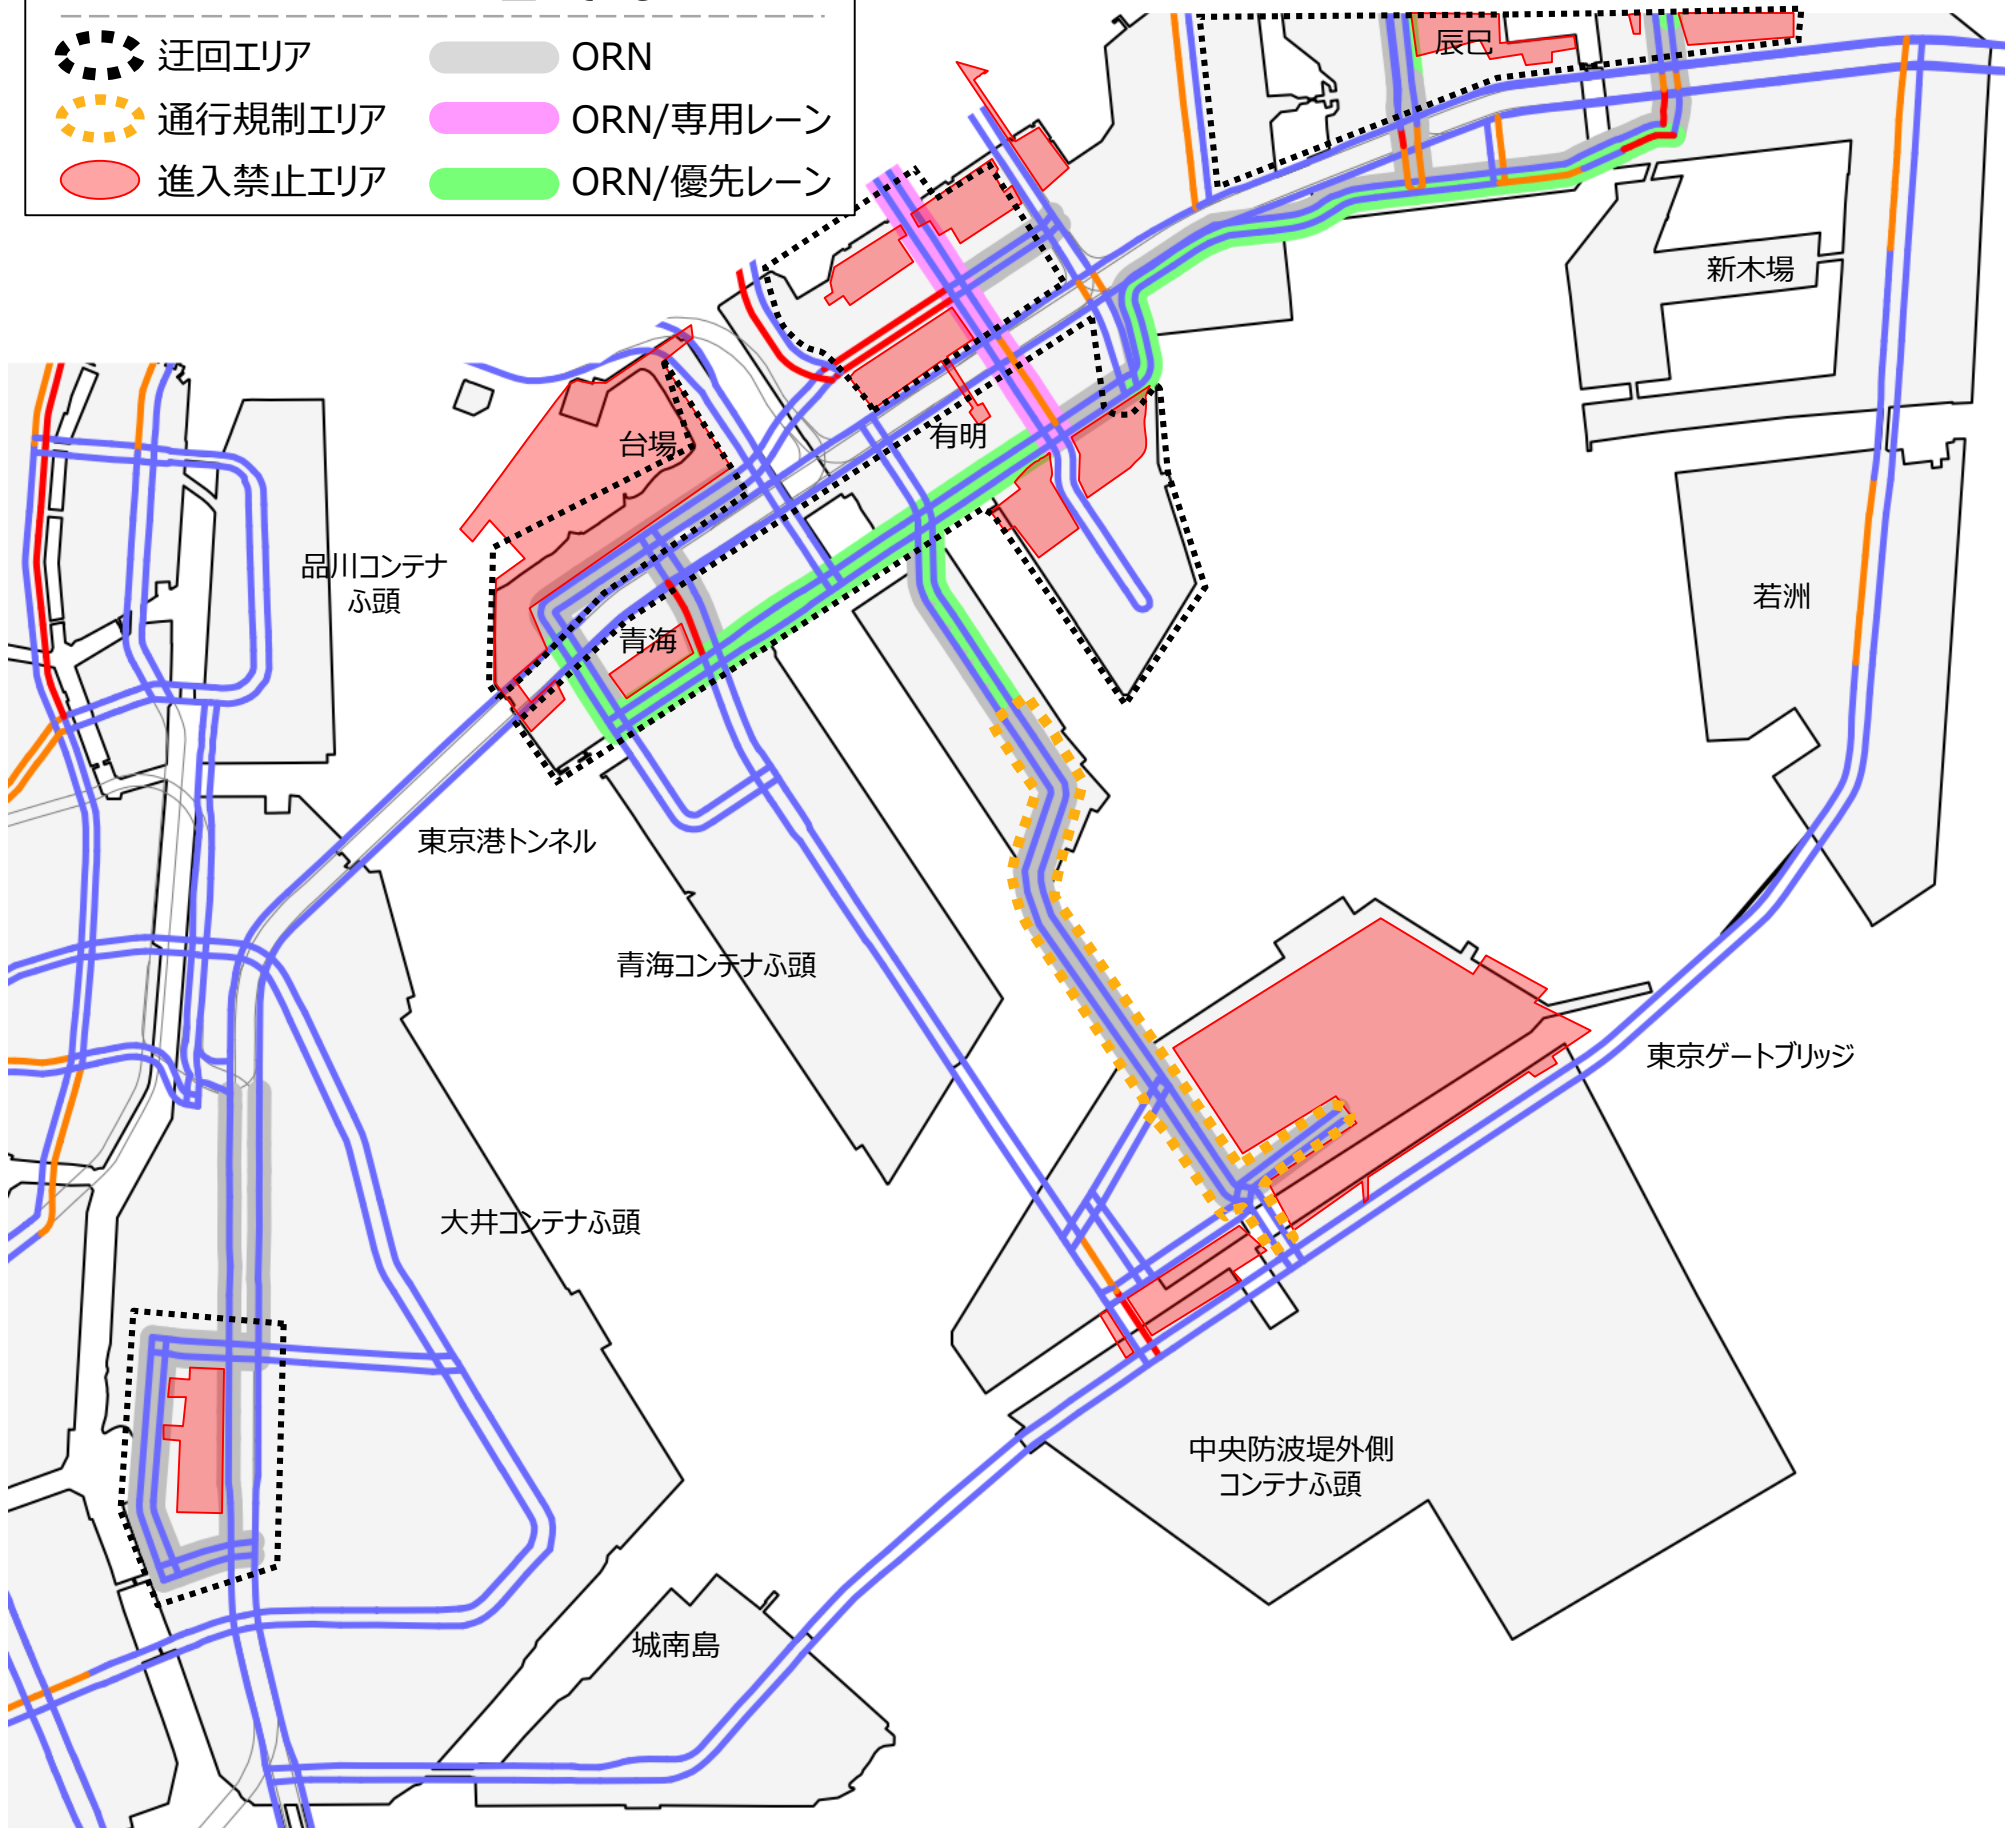 迂回エリア
ORN
通行規制エリア
ORN/専用レーン
進入禁止エリア
ORN/優先レーン
辰巳
新木場
有明
台場
品川コンテナ
ふ頭
若洲
青海
東京港トンネル
青海コンテナふ頭
東京ゲートブリッジ
大井コンテナふ頭
中央防波堤外側
コンテナふ頭
城南島